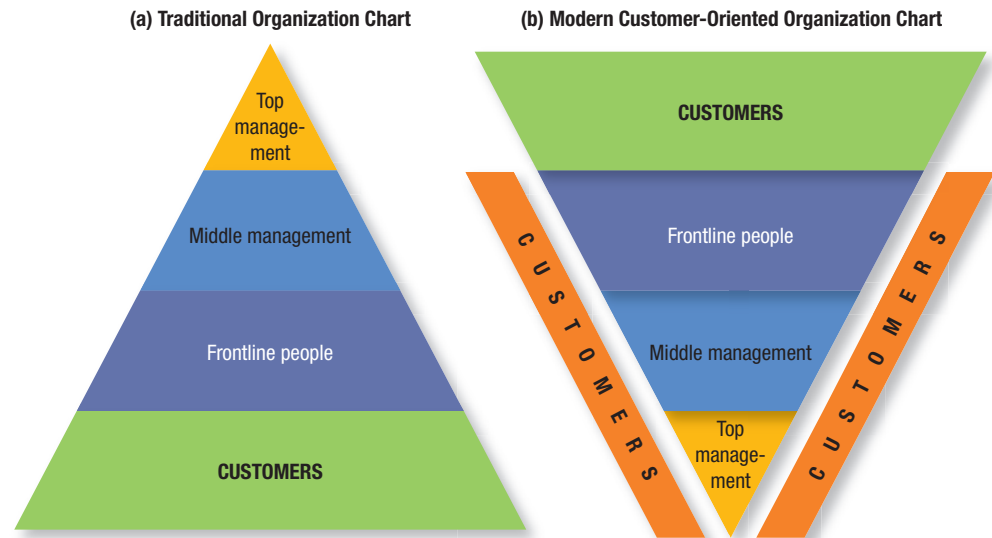 (a) Traditional Organization Chart
Top
manage-
ment
Middle management
Frontline people
CUSTOMERS
(b) Modern Customer-Oriented Organization Chart
CUSTOMERS
Frontline people
Middle management
Top
manage-
ment
CUSTOMERS
CUSTOMERS